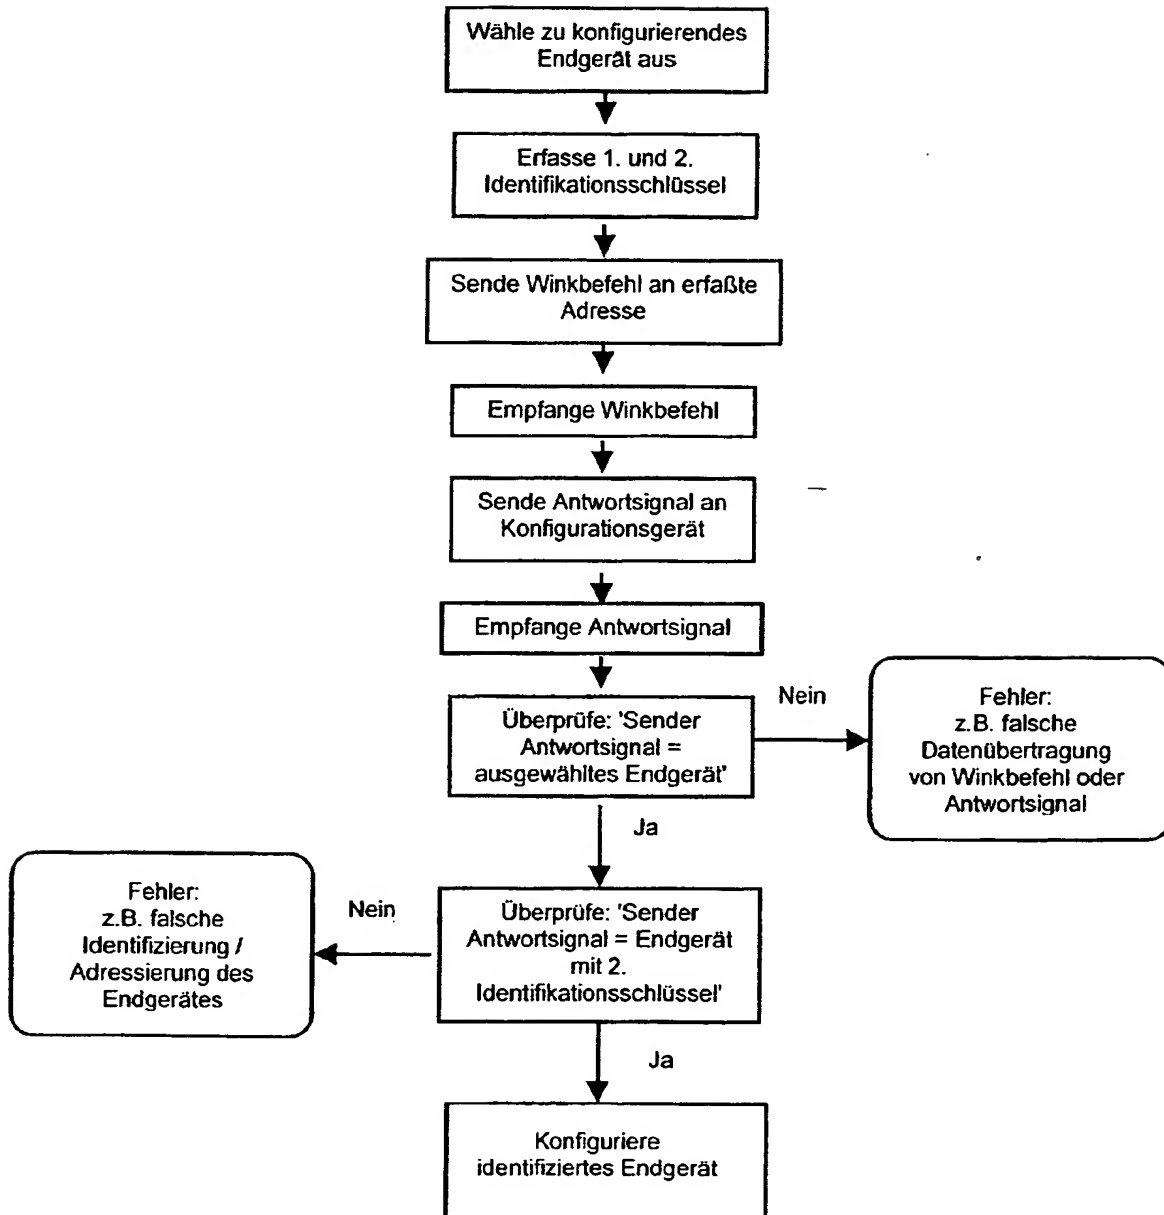 Wähle zu konfigurierendes
Endgerät aus
Erfasse 1. und 2.
Identifikationsschlüssel
Sende Winkbefehl an erfaßte
Adresse
Empfange Winkbefehl
Sende Antwortsignal an
Konfigurationsgerät
Empfange Antwortsignal
Überprüfe: 'Sender
Antwortsignal =
ausgewähltes Endgerät'
Nein
Fehler:
z.B. falsche
Datenübertragung
von Winkbefehl oder
Antwortsignal
Ja
Überprüfe: 'Sender
Antwortsignal = Endgerät
mit 2.
Identifikationsschlüssel'
Nein
Fehler:
z.B. falsche
Identifizierung /
Adressierung des
Endgerätes
Ja
Konfiguriere
identifiziertes Endgerät